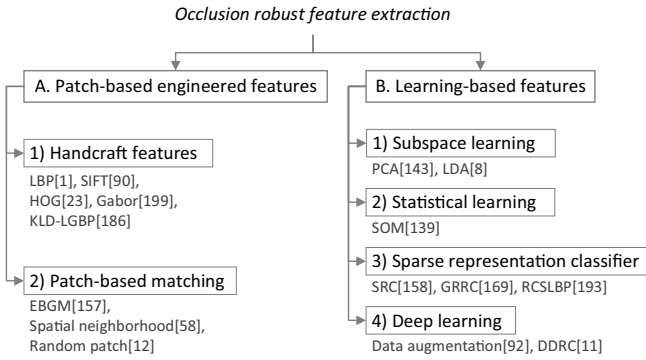 Occlusion robust feature extraction
A. Patch-based engineered features
1) Handcraft features
LBP[1], SIFT[90],
HOG[23], Gabor[199],
KLD-LGBP[186]
2) Patch-based matching
EBGM[157],
Spatial neighborhood[58],
Random patch[12]
B. Learning-based features
1) Subspace learning
PCA[143], LDA[8]
2) Statistical learning
SOM[139]
3) Sparse representation classifier
SRC[158], GRRC[169], RCSLBP[193]
4) Deep learning
Data augmentation[92], DDRC[11]